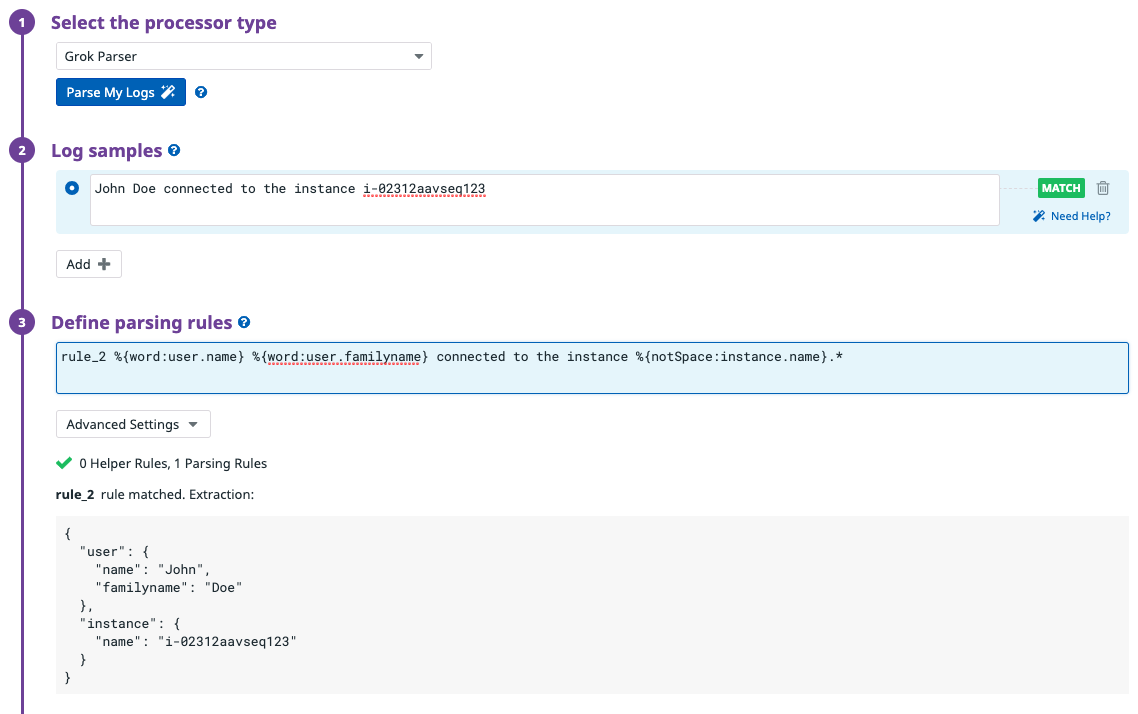 1 Select the processor type
Grok Parser
Parse My Logs ?
2 Log samples ?
John Doe connected to the instance i-02312aavseq123
MATCH
Need Help?
Add +
3 Define parsing rules ?
rule_2 %{word:user.name} %{word:user.familyname} connected to the instance %{notSpace:instance.name}.*
Advanced Settings
0 Helper Rules, 1 Parsing Rules
rule_2 rule matched. Extraction:
{
  "user": {
    "name": "John",
    "familyname": "Doe"
  },
  "instance": {
    "name": "i-02312aavseq123"
  }
}